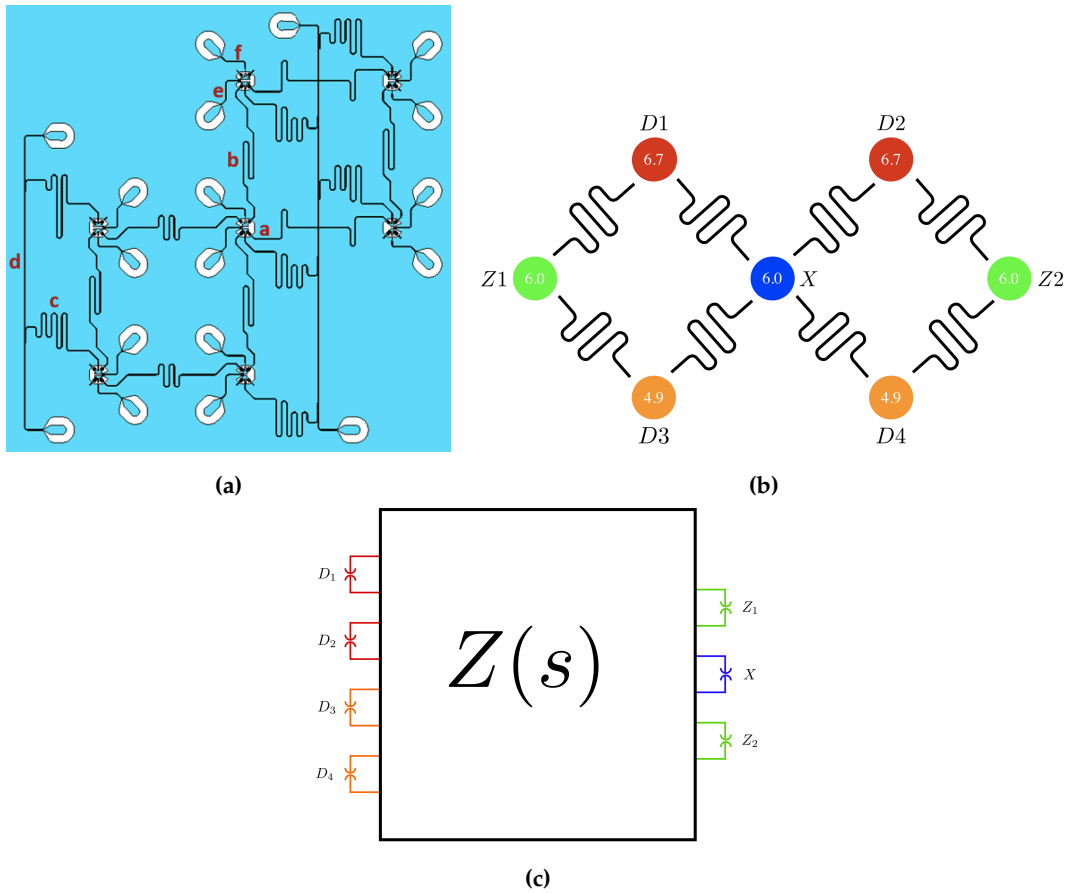 f
e
b
a
d
c
(a)
D1
D2
6.7
6.7
Z1
6.0
6.0
X
6.0
Z2
4.9
4.9
D3
D4
(b)
D₁
D₂
D₃
D₄
Z(s)
Z₁
X
Z₂
(c)